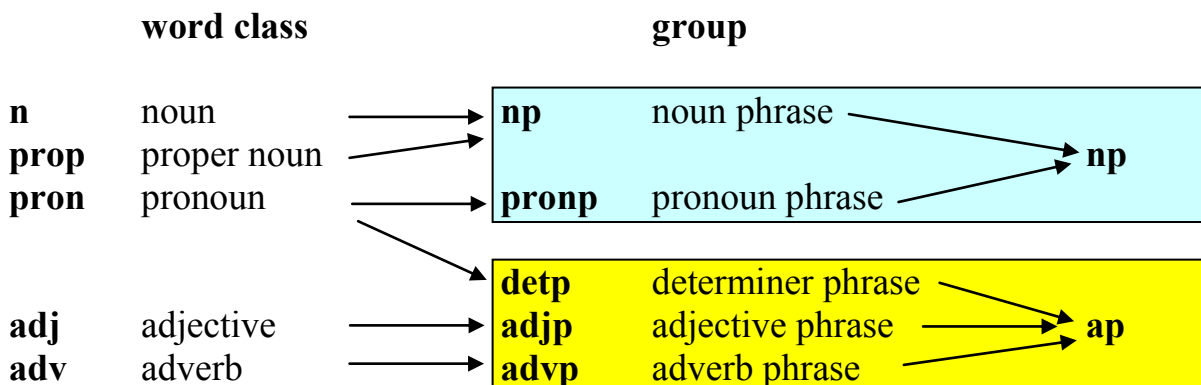 word class group
n noun np noun phrase
prop proper noun np
pron pronoun pronp pronoun phrase
detp determiner phrase
adj adjective adjp adjective phrase ap
adv adverb advp adverb phrase